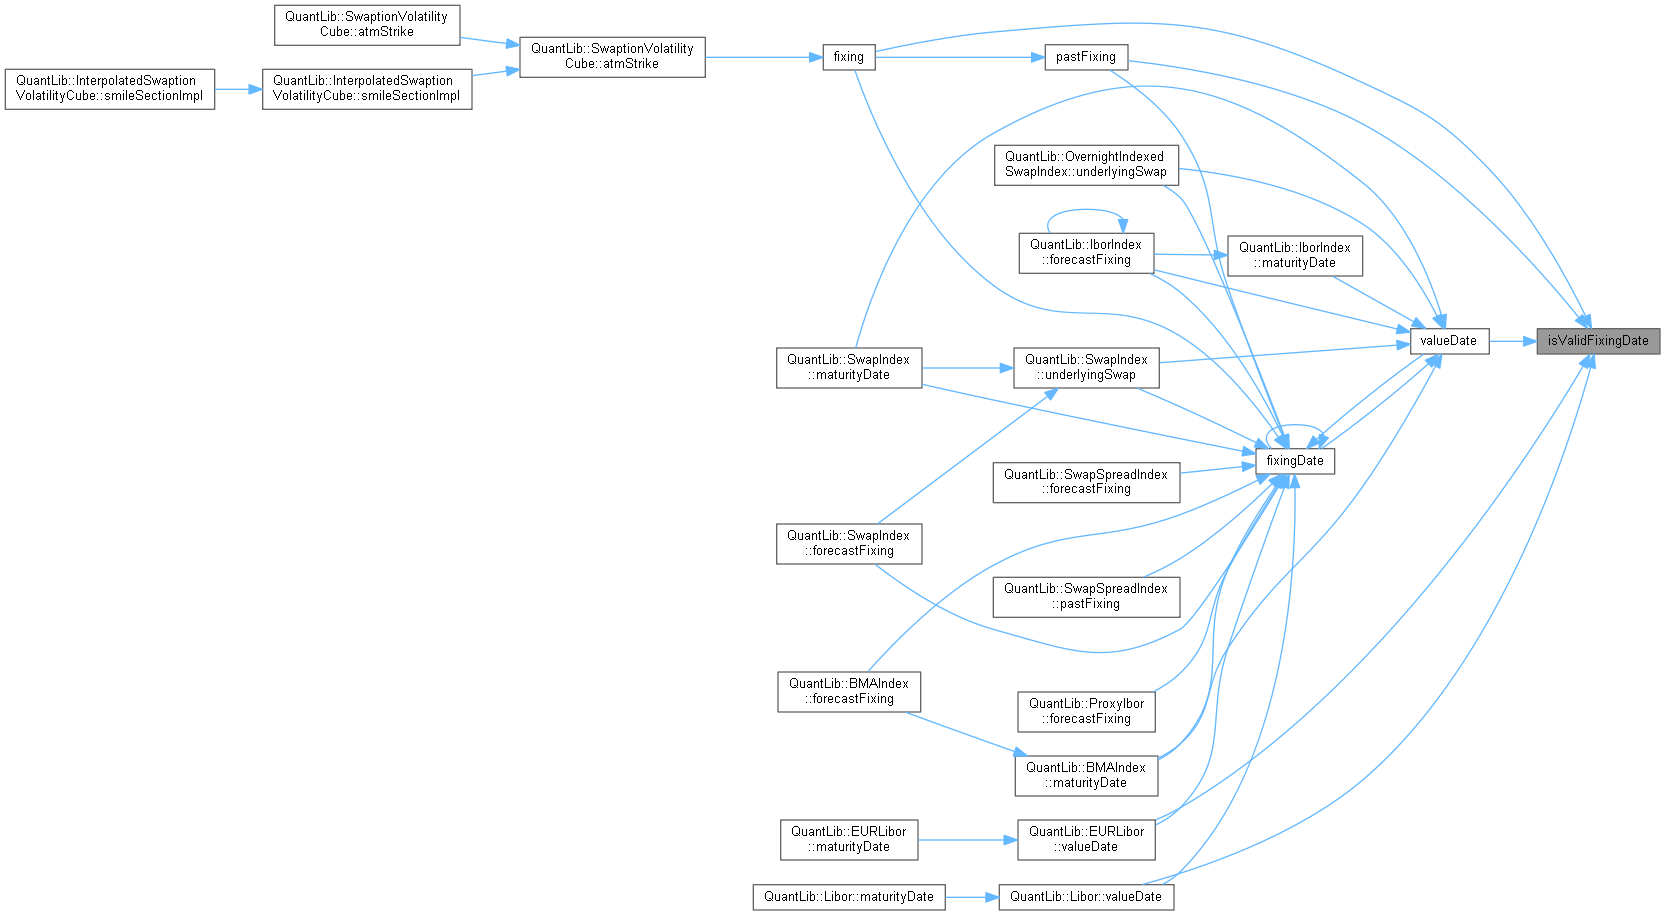 QuantLib::SwaptionVolatility
Cube::atmStrike
QuantLib::SwaptionVolatility
Cube::atmStrike
QuantLib::InterpolatedSwaption
VolatilityCube::smileSectionImpl
QuantLib::InterpolatedSwaption
VolatilityCube::smileSectionImpl
fixing
pastFixing
QuantLib::OvernightIndexed
SwapIndex::underlyingSwap
QuantLib::IborIndex
::forecastFixing
QuantLib::IborIndex
::maturityDate
valueDate
isValidFixingDate
QuantLib::SwapIndex
::maturityDate
QuantLib::SwapIndex
::underlyingSwap
fixingDate
QuantLib::SwapSpreadIndex
::forecastFixing
QuantLib::SwapIndex
::forecastFixing
QuantLib::SwapSpreadIndex
::pastFixing
QuantLib::BMAIndex
::forecastFixing
QuantLib::ProxyIbor
::forecastFixing
QuantLib::BMAIndex
::maturityDate
QuantLib::EURLibor
::maturityDate
QuantLib::EURLibor
::valueDate
QuantLib::Libor::maturityDate
QuantLib::Libor::valueDate